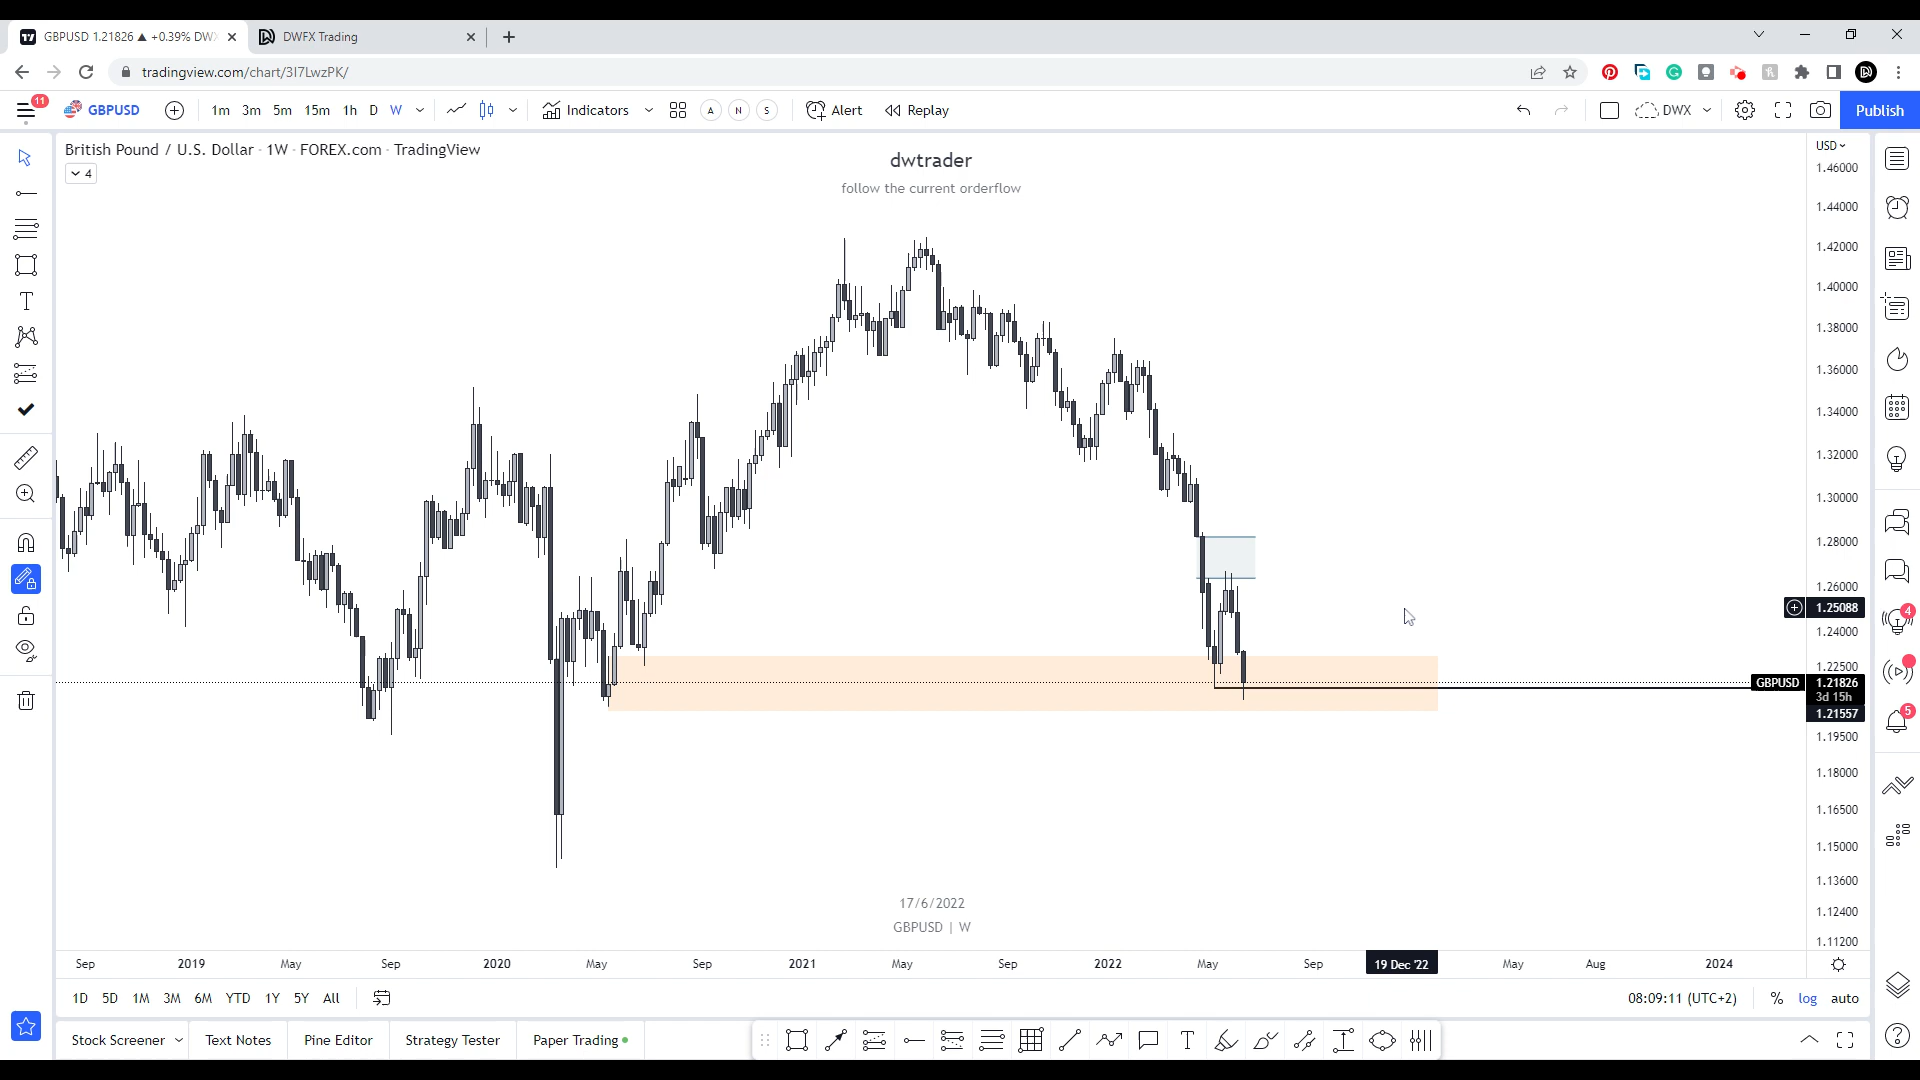 GBPUSD 1.21826 ▲ +0.39% DWX
DWFX Trading
tradingview.com/chart/3I7LwzPK/
11
GBPUSD
1m 3m 5m 15m 1h D W
Indicators
A N S
Alert
Replay
DWX
Publish
British Pound / U.S. Dollar · 1W · FOREX.com · TradingView
4
dwtrader
follow the current orderflow
USD
1.46000
1.44000
1.42000
1.40000
1.38000
1.36000
1.34000
1.32000
1.30000
1.28000
1.26000
1.25088
4
1.24000
1.22500
GBPUSD 1.21826
3d 15h
1.21557
5
1.19500
1.18000
1.16500
1.15000
1.13600
1.12400
1.11200
17/6/2022
GBPUSD | W
Sep 2019 May Sep 2020 May Sep 2021 May Sep 2022 May Sep 19 Dec '22 May Aug 2024
1D 5D 1M 3M 6M YTD 1Y 5Y All
08:09:11 (UTC+2) % log auto
Stock Screener Text Notes Pine Editor Strategy Tester Paper Trading